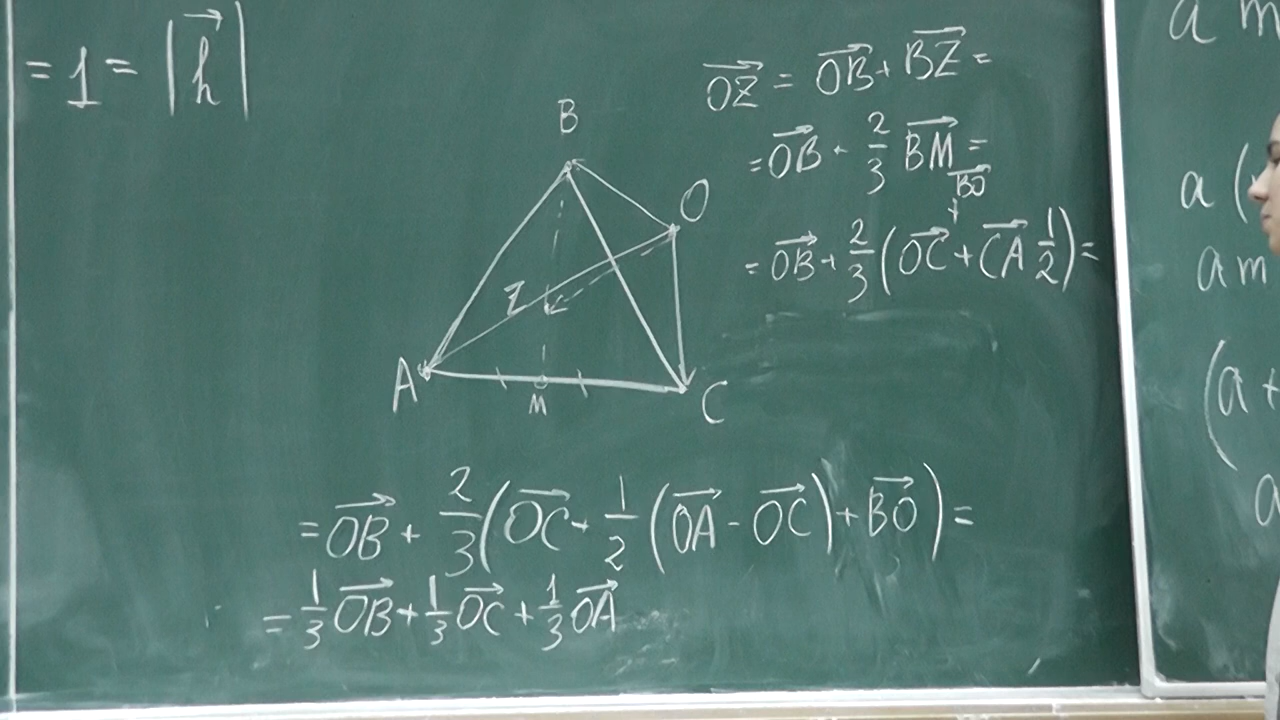 = 1 = |h⃗|
OZ⃗ = OB⃗ + BZ⃗ =
= OB⃗ + 2/3 BM⃗ =
BO⃗
+
= OB⃗ + 2/3 (OC⃗ + CA⃗ 1/2) =
B
O
Z
A
M
C
= OB⃗ + 2/3 (OC⃗ + 1/2 (OA⃗ - OC⃗) + BO⃗) =
= 1/3 OB⃗ + 1/3 OC⃗ + 1/3 OA⃗
a m
a (
a m
(a +
a